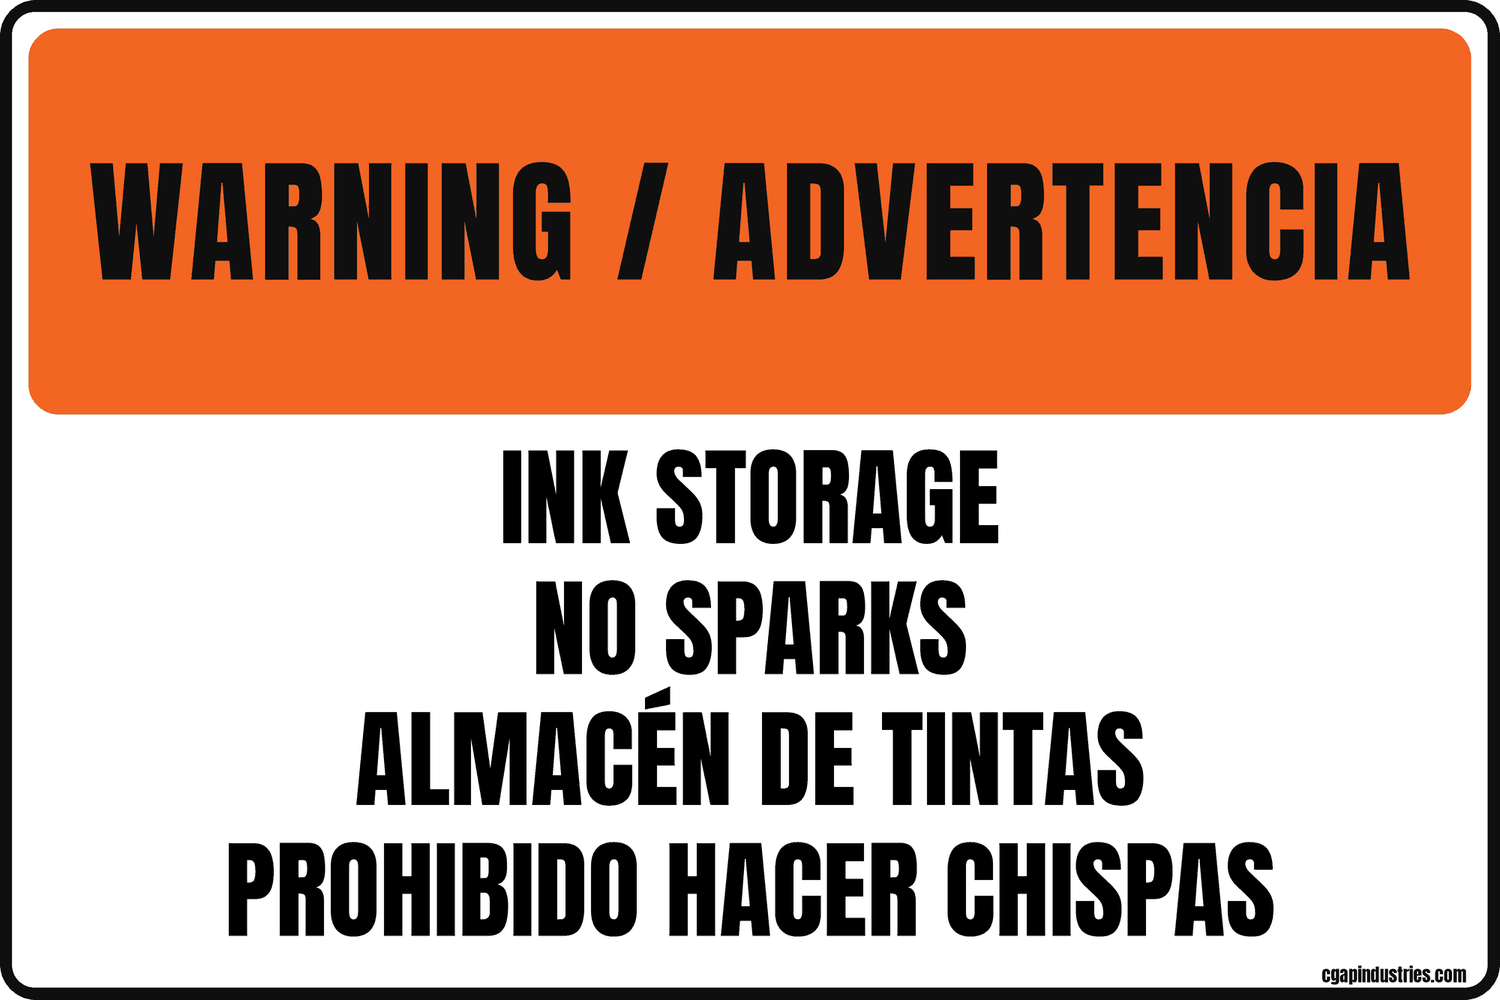 WARNING / ADVERTENCIA
INK STORAGE
NO SPARKS
ALMACÉN DE TINTAS
PROHIBIDO HACER CHISPAS
cgapindustries.com